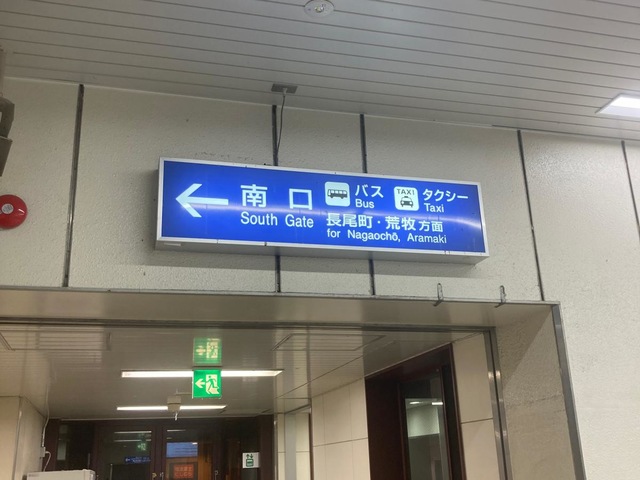 南口
South Gate
バス
Bus
TAXI
タクシー
Taxi
長尾町・荒牧方面
for Nagaochō, Aramaki